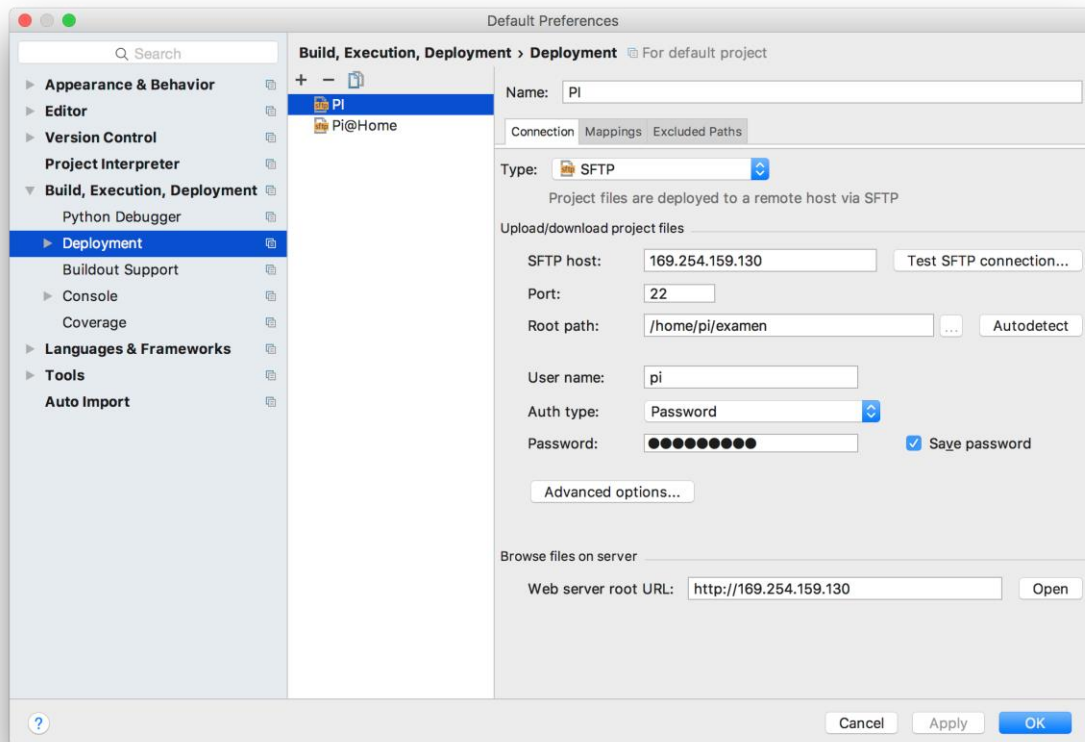 Default Preferences
Search
Appearance & Behavior
Editor
Version Control
Project Interpreter
Build, Execution, Deployment
Python Debugger
Deployment
Buildout Support
Console
Coverage
Languages & Frameworks
Tools
Auto Import
Build, Execution, Deployment › Deployment For default project
PI
Pi@Home
Name: PI
Connection Mappings Excluded Paths
Type: SFTP
Project files are deployed to a remote host via SFTP
Upload/download project files
SFTP host: 169.254.159.130 Test SFTP connection...
Port: 22
Root path: /home/pi/examen ... Autodetect
User name: pi
Auth type: Password
Password: ●●●●●●●●● Save password
Advanced options...
Browse files on server
Web server root URL: http://169.254.159.130 Open
? Cancel Apply OK